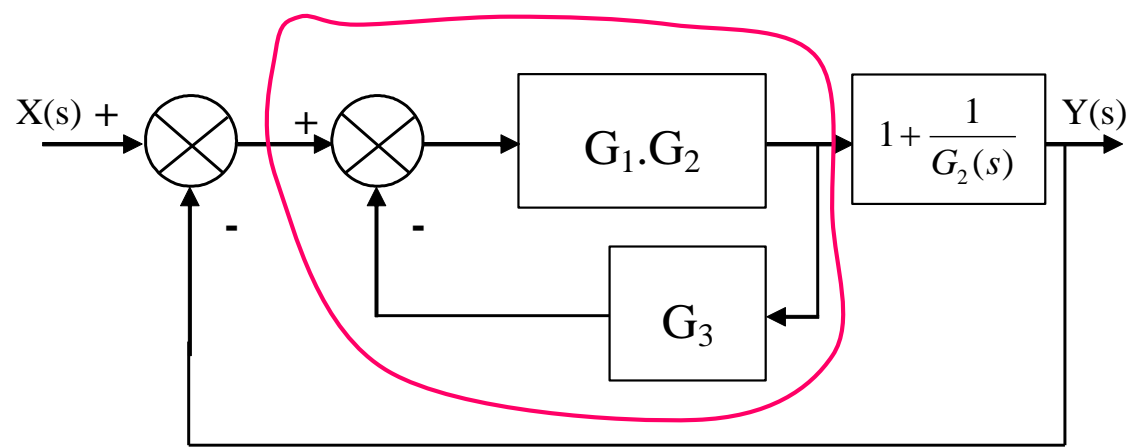 X(s) + + G₁.G₂ 1 + 1/G₂(s) Y(s)
- -
G₃